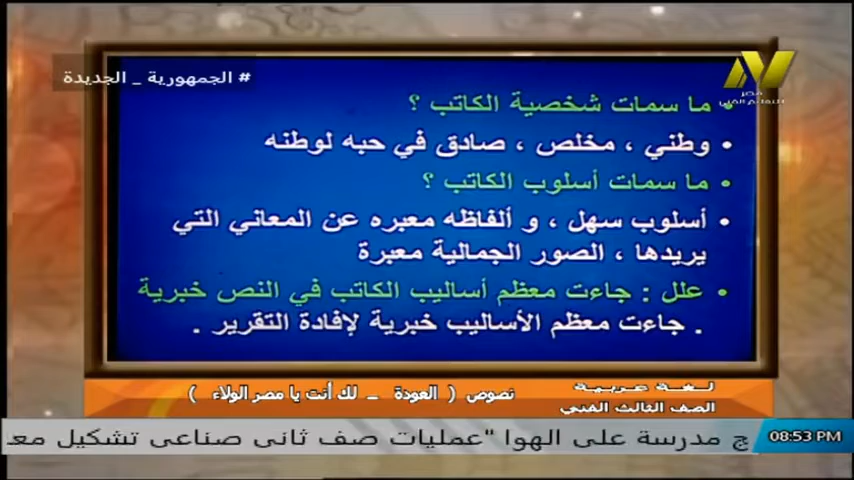 # الجمهورية _ الجديدة
مصر
التعليم الفني
• ما سمات شخصية الكاتب ؟
• وطني ، مخلص ، صادق في حبه لوطنه
• ما سمات أسلوب الكاتب ؟
• أسلوب سهل ، و ألفاظه معبره عن المعاني التي
يريدها ، الصور الجمالية معبرة
• علل : جاءت معظم أساليب الكاتب في النص خبرية
. جاءت معظم الأساليب خبرية لإفادة التقرير .
لغة عربية
الصف الثالث الفني
نصوص ( العودة _ لك أنت يا مصر الولاء )
ج مدرسة على الهوا "عمليات صف ثانى صناعى تشكيل مع
08:53 PM